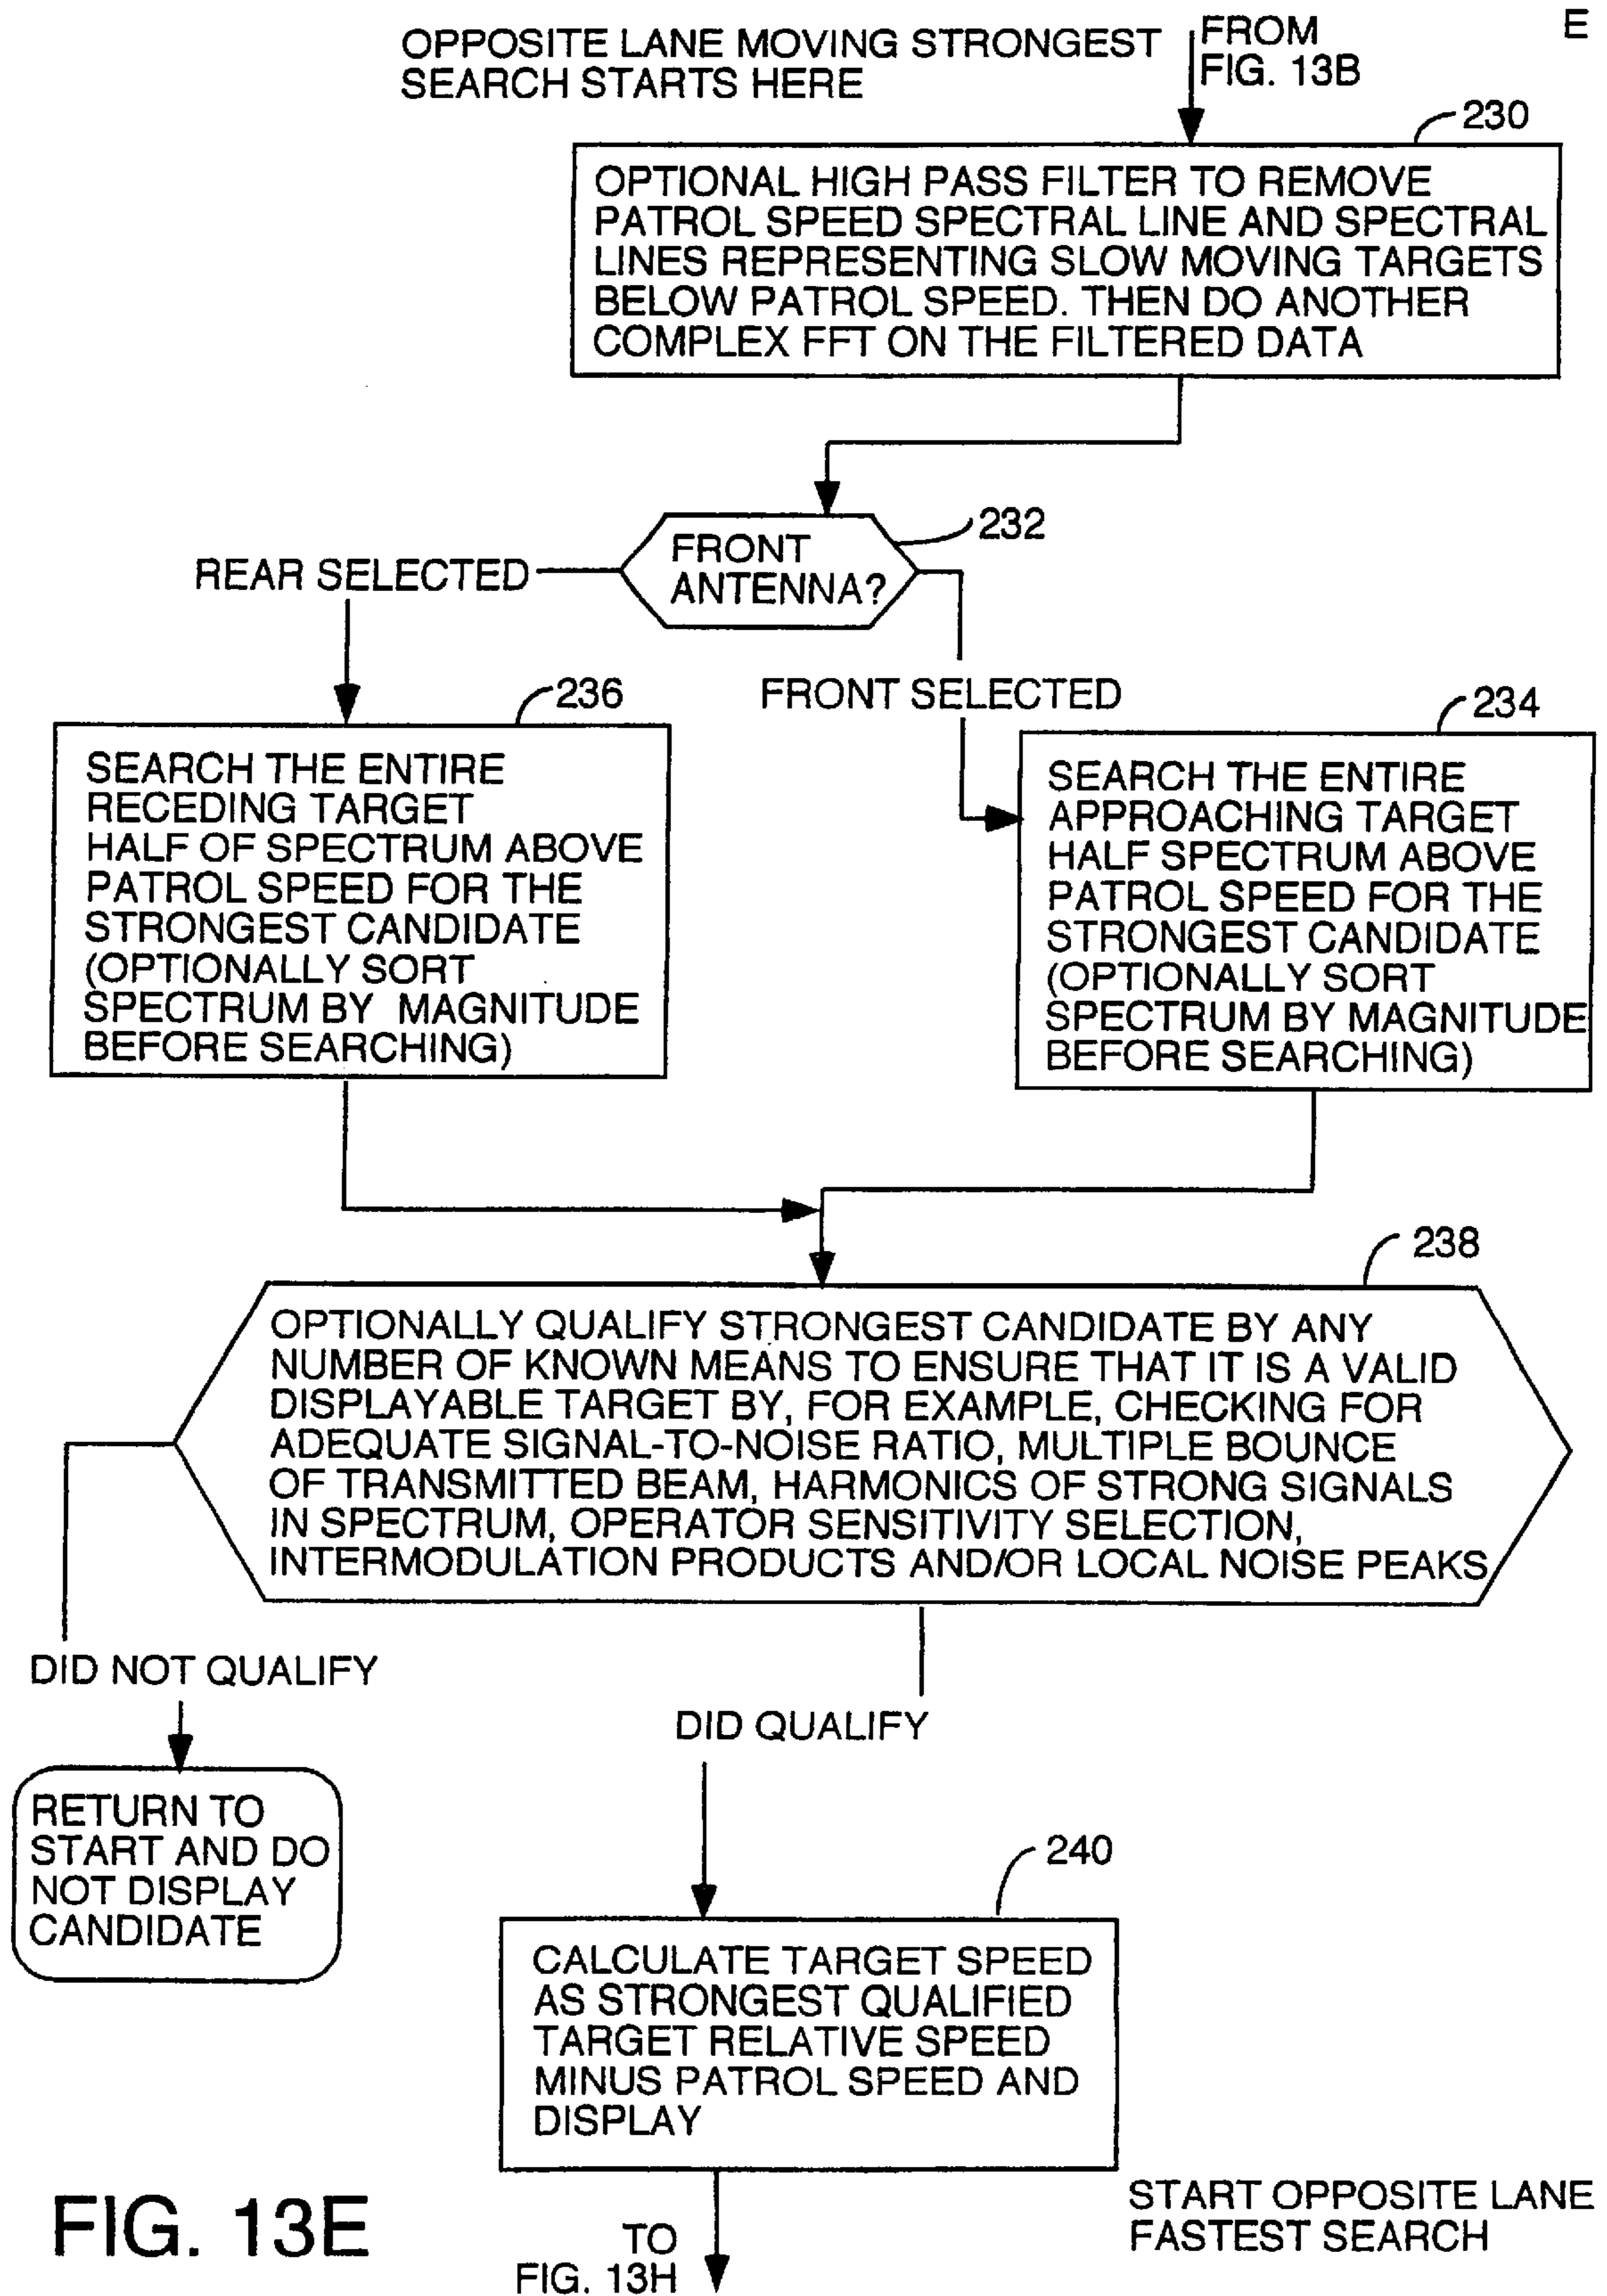 E
OPPOSITE LANE MOVING STRONGEST
SEARCH STARTS HERE
FROM
FIG. 13B
230
OPTIONAL HIGH PASS FILTER TO REMOVE
PATROL SPEED SPECTRAL LINE AND SPECTRAL
LINES REPRESENTING SLOW MOVING TARGETS
BELOW PATROL SPEED. THEN DO ANOTHER
COMPLEX FFT ON THE FILTERED DATA
232
FRONT
ANTENNA?
REAR SELECTED
FRONT SELECTED
236
SEARCH THE ENTIRE
RECEDING TARGET
HALF OF SPECTRUM ABOVE
PATROL SPEED FOR THE
STRONGEST CANDIDATE
(OPTIONALLY SORT
SPECTRUM BY MAGNITUDE
BEFORE SEARCHING)
234
SEARCH THE ENTIRE
APPROACHING TARGET
HALF SPECTRUM ABOVE
PATROL SPEED FOR THE
STRONGEST CANDIDATE
(OPTIONALLY SORT
SPECTRUM BY MAGNITUDE
BEFORE SEARCHING)
238
OPTIONALLY QUALIFY STRONGEST CANDIDATE BY ANY
NUMBER OF KNOWN MEANS TO ENSURE THAT IT IS A VALID
DISPLAYABLE TARGET BY, FOR EXAMPLE, CHECKING FOR
ADEQUATE SIGNAL-TO-NOISE RATIO, MULTIPLE BOUNCE
OF TRANSMITTED BEAM, HARMONICS OF STRONG SIGNALS
IN SPECTRUM, OPERATOR SENSITIVITY SELECTION,
INTERMODULATION PRODUCTS AND/OR LOCAL NOISE PEAKS
DID NOT QUALIFY
DID QUALIFY
RETURN TO
START AND DO
NOT DISPLAY
CANDIDATE
240
CALCULATE TARGET SPEED
AS STRONGEST QUALIFIED
TARGET RELATIVE SPEED
MINUS PATROL SPEED AND
DISPLAY
FIG. 13E
TO
FIG. 13H
START OPPOSITE LANE
FASTEST SEARCH